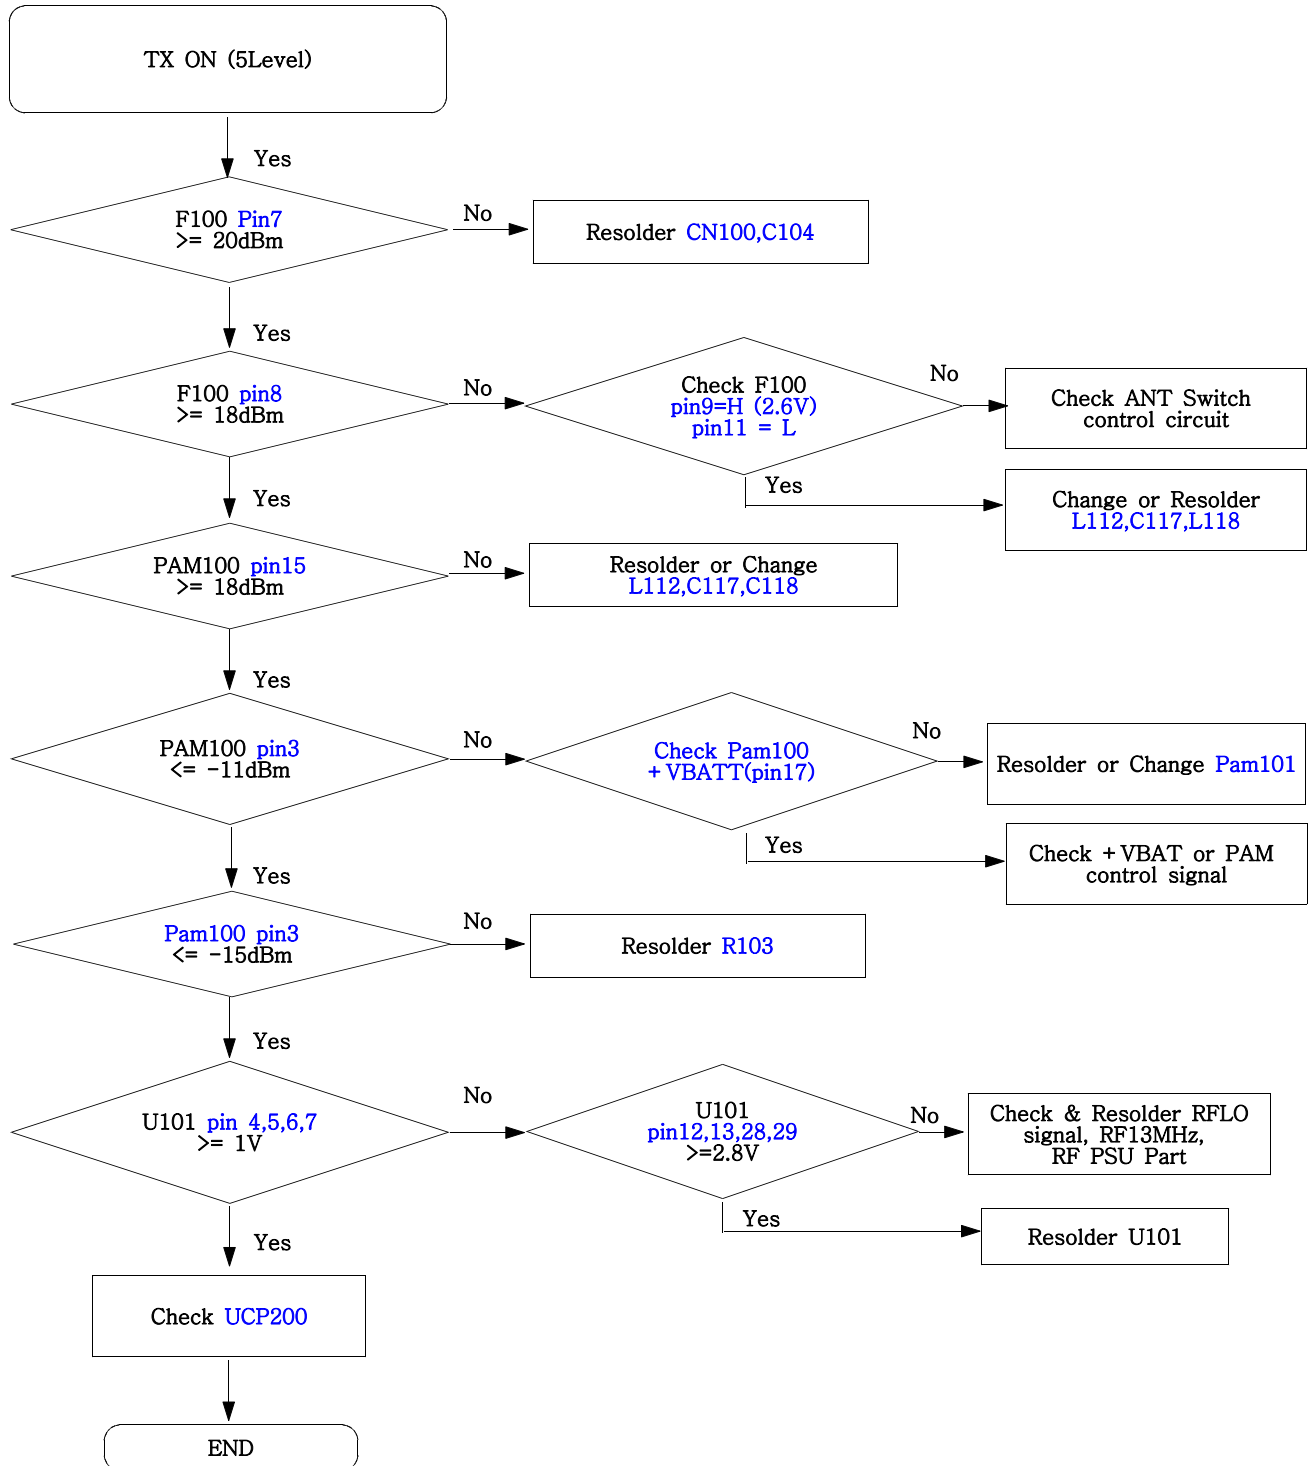 TX ON (5Level)
Yes
F100 Pin7
>= 20dBm
No
Resolder CN100,C104
Yes
F100 pin8
>= 18dBm
No
Check F100
pin9=H (2.6V)
pin11 = L
No
Check ANT Switch
control circuit
Yes
Change or Resolder
L112,C117,L118
Yes
PAM100 pin15
>= 18dBm
No
Resolder or Change
L112,C117,C118
Yes
PAM100 pin3
<= -11dBm
No
Check Pam100
+VBATT(pin17)
No
Resolder or Change Pam101
Yes
Check +VBAT or PAM
control signal
Yes
Pam100 pin3
<= -15dBm
No
Resolder R103
Yes
U101 pin 4,5,6,7
>= 1V
No
U101
pin12,13,28,29
>=2.8V
No
Check & Resolder RFLO
signal, RF13MHz,
RF PSU Part
Yes
Resolder U101
Yes
Check UCP200
END